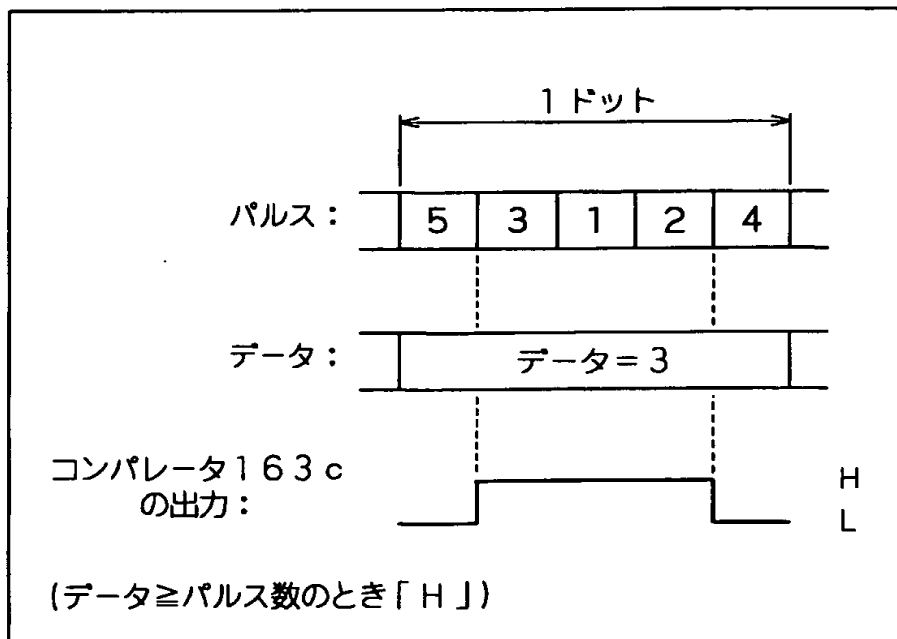 1 ドット
パルス： 5 3 1 2 4
データ： データ＝3
コンパレータ１６３ｃ
の出力：
H
L
(データ≧パルス数のとき「Ｈ」)